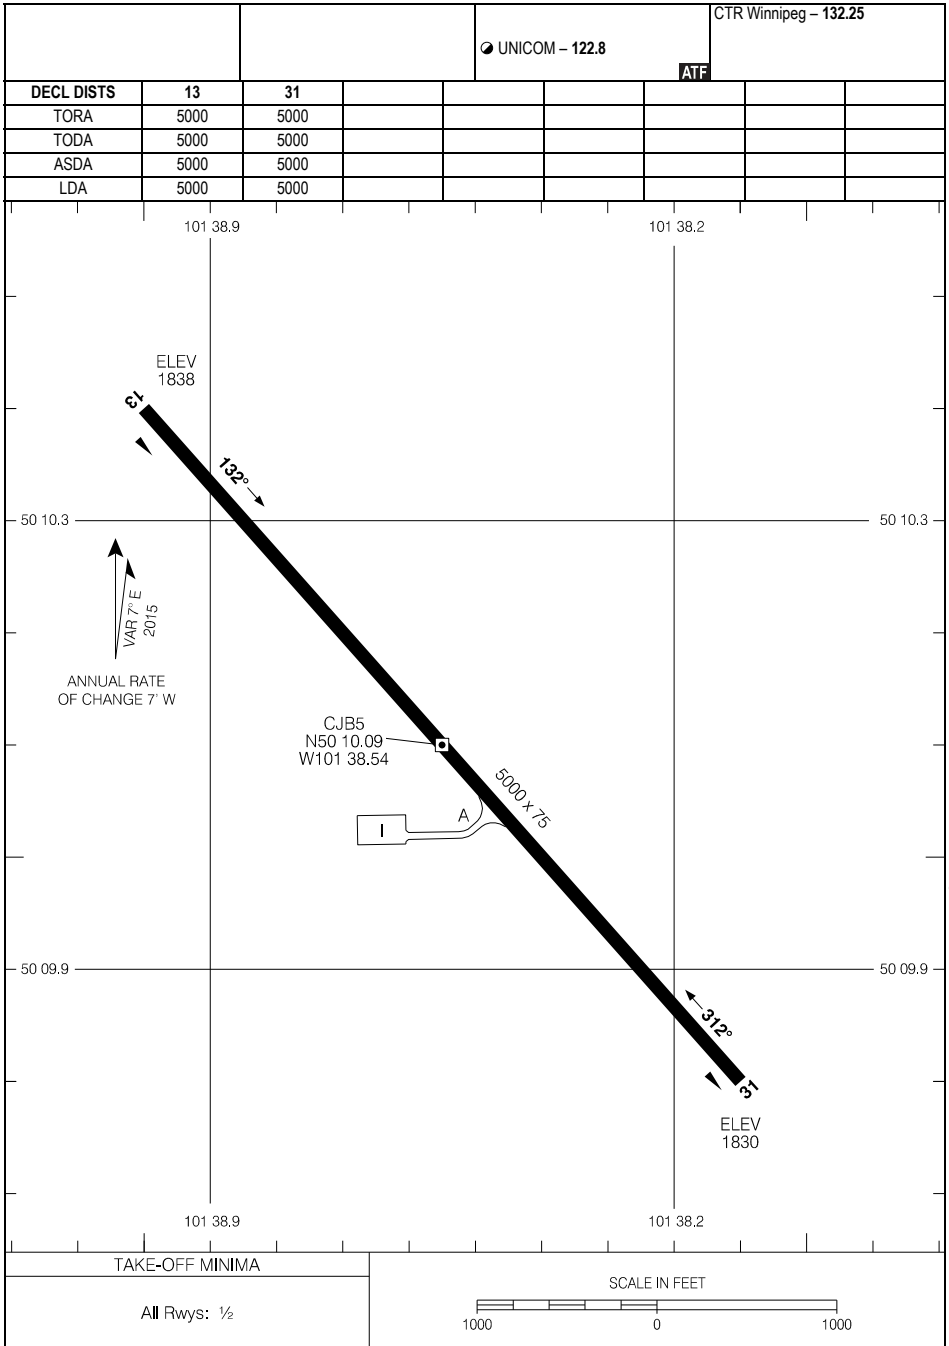 CTR Winnipeg – 132.25
UNICOM – 122.8
ATF
DECL DISTS 13 31
TORA 5000 5000
TODA 5000 5000
ASDA 5000 5000
LDA 5000 5000
101 38.9 101 38.2
ELEV
1838
13
132°
50 10.3 50 10.3
VAR 7° E
2015
ANNUAL RATE
OF CHANGE 7' W
CJB5
N50 10.09
W101 38.54
5000 x 75
A
I
50 09.9 50 09.9
312°
31
ELEV
1830
101 38.9 101 38.2
TAKE-OFF MINIMA
All Rwys: ½
SCALE IN FEET
1000 0 1000